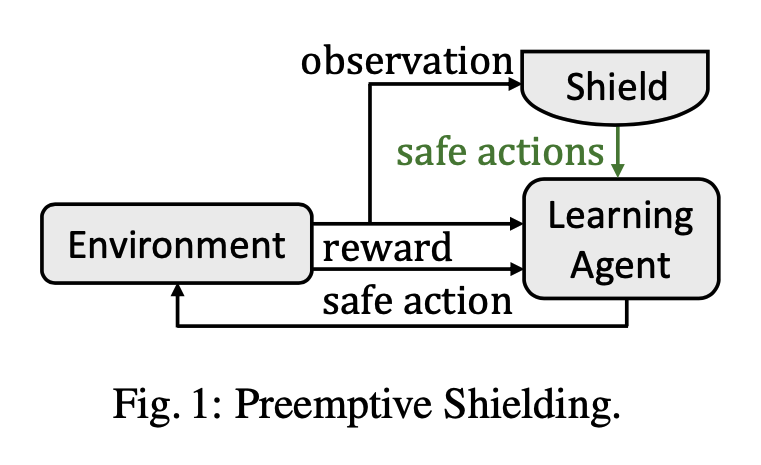 observation
Shield
safe actions
Learning
Agent
Environment
reward
safe action
Fig. 1: Preemptive Shielding.